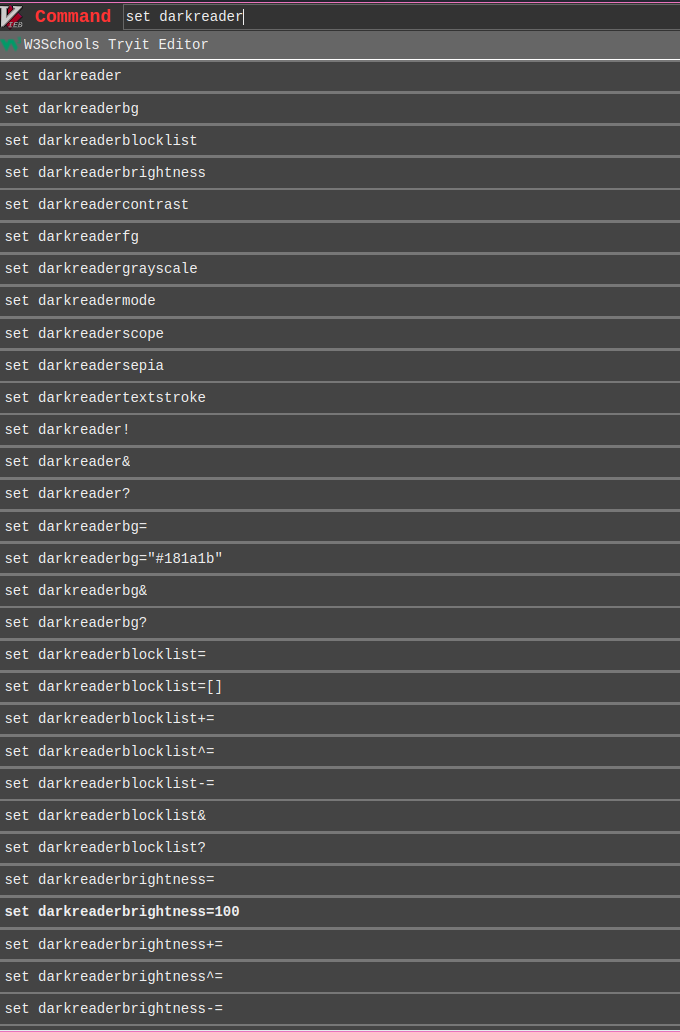 VIEB
Command set darkreader
W3Schools Tryit Editor
set darkreader
set darkreaderbg
set darkreaderblocklist
set darkreaderbrightness
set darkreadercontrast
set darkreaderfg
set darkreadergrayscale
set darkreadermode
set darkreaderscope
set darkreadersepia
set darkreadertextstroke
set darkreader!
set darkreader&
set darkreader?
set darkreaderbg=
set darkreaderbg="#181a1b"
set darkreaderbg&
set darkreaderbg?
set darkreaderblocklist=
set darkreaderblocklist=[]
set darkreaderblocklist+=
set darkreaderblocklist^=
set darkreaderblocklist-=
set darkreaderblocklist&
set darkreaderblocklist?
set darkreaderbrightness=
set darkreaderbrightness=100
set darkreaderbrightness+=
set darkreaderbrightness^=
set darkreaderbrightness-=